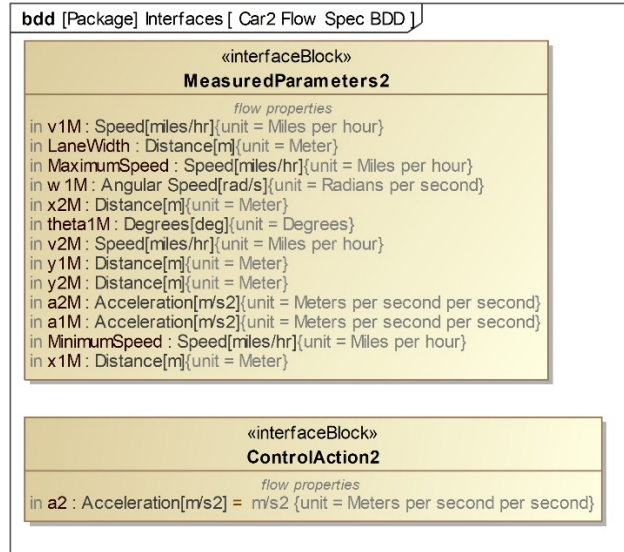 bdd [Package] Interfaces [ Car2 Flow Spec BDD ]
«interfaceBlock»
MeasuredParameters2
flow properties
in v1M : Speed[miles/hr]{unit = Miles per hour}
in LaneWidth : Distance[m]{unit = Meter}
in MaximumSpeed : Speed[miles/hr]{unit = Miles per hour}
in w 1M : Angular Speed[rad/s]{unit = Radians per second}
in x2M : Distance[m]{unit = Meter}
in theta1M : Degrees[deg]{unit = Degrees}
in v2M : Speed[miles/hr]{unit = Miles per hour}
in y1M : Distance[m]{unit = Meter}
in y2M : Distance[m]{unit = Meter}
in a2M : Acceleration[m/s2]{unit = Meters per second per second}
in a1M : Acceleration[m/s2]{unit = Meters per second per second}
in MinimumSpeed : Speed[miles/hr]{unit = Miles per hour}
in x1M : Distance[m]{unit = Meter}
«interfaceBlock»
ControlAction2
flow properties
in a2 : Acceleration[m/s2] = m/s2 {unit = Meters per second per second}